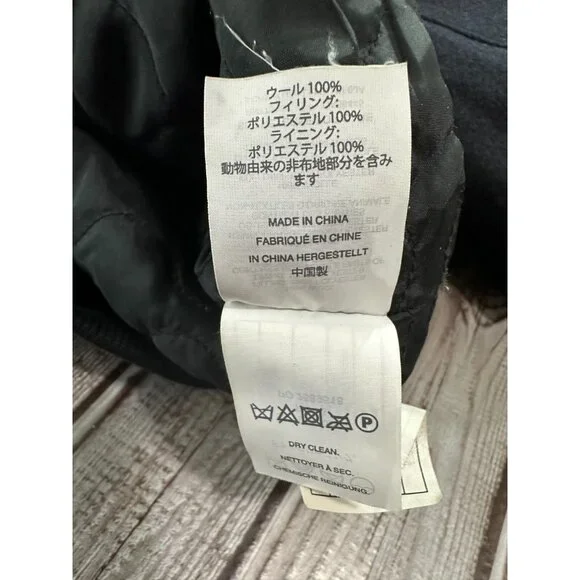 ウール 100%
フィリング:
ポリエステル 100%
ライニング:
ポリエステル 100%
動物由来の非布地部分を含み
ます
MADE IN CHINA
FABRIQUÉ EN CHINE
IN CHINA HERGESTELLT
中国製
P
DRY CLEAN.
NETTOYER À SEC.
CHEMISCHE REINIGUNG.